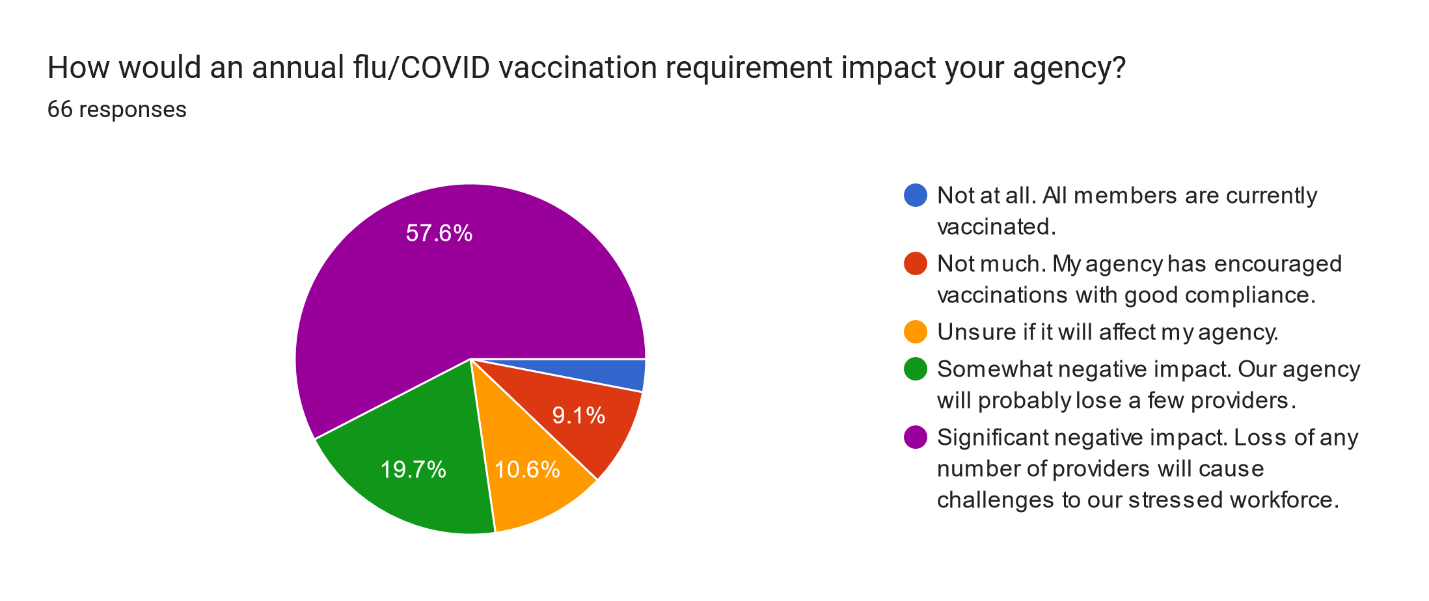 How would an annual flu/COVID vaccination requirement impact your agency?
66 responses
57.6%
9.1%
19.7%
10.6%
Not at all. All members are currently
vaccinated.
Not much. My agency has encouraged
vaccinations with good compliance.
Unsure if it will affect my agency.
Somewhat negative impact. Our agency
will probably lose a few providers.
Significant negative impact. Loss of any
number of providers will cause
challenges to our stressed workforce.